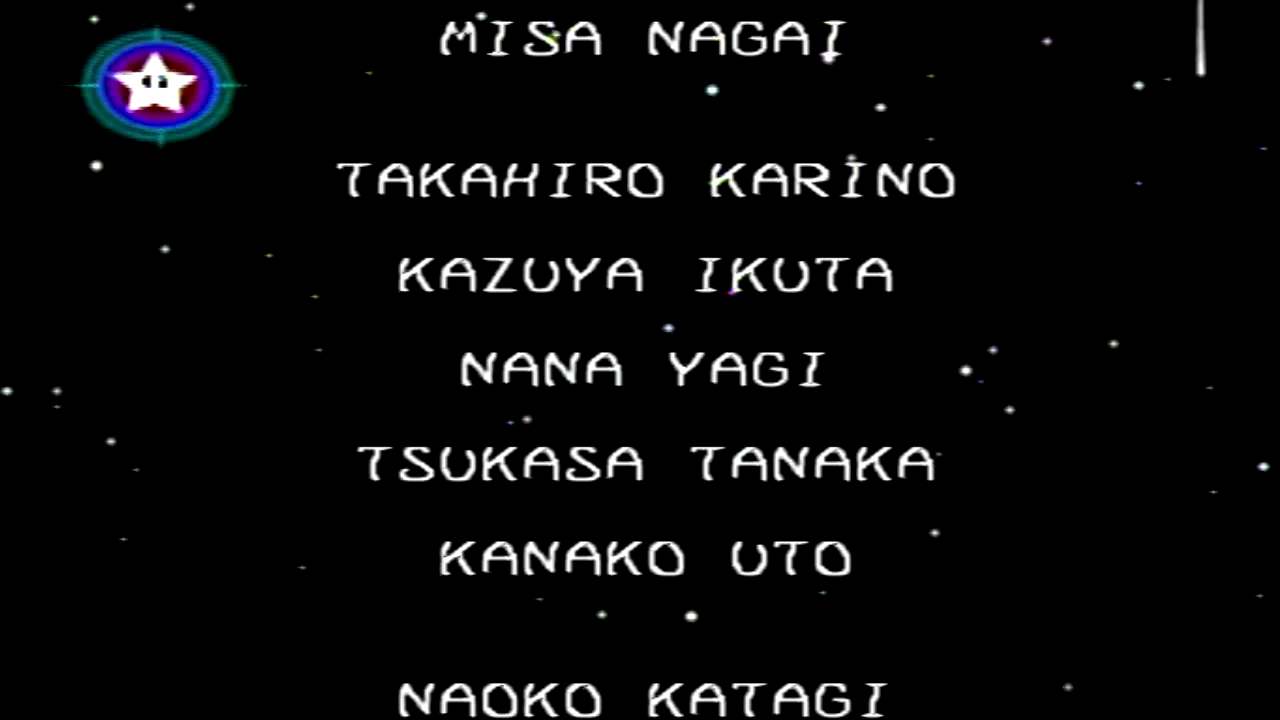 MISA NAGAI
TAKAHIRO KARINO
KAZUYA IKUTA
NANA YAGI
TSUKASA TANAKA
KANAKO UTO
NAOKO KATAGI